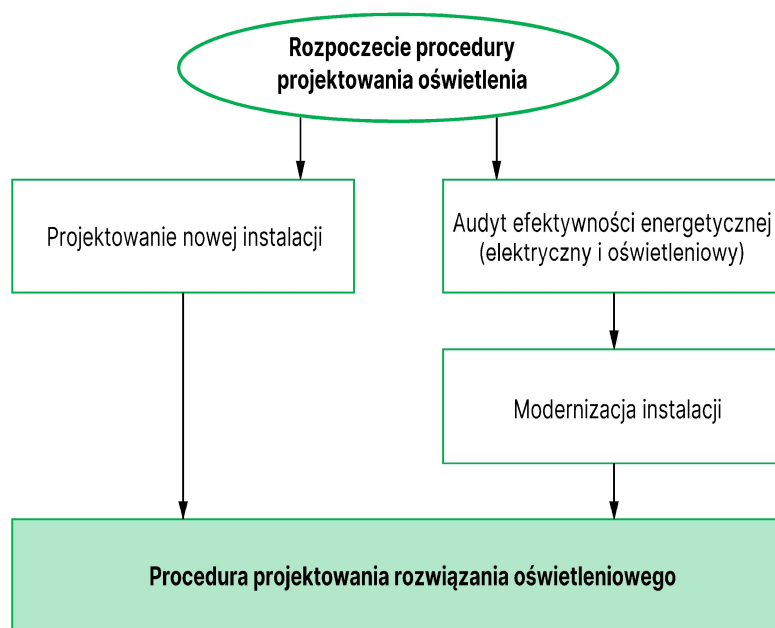 Rozpoczecie procedury
projektowania oświetlenia
Projektowanie nowej instalacji
Audyt efektywności energetycznej
(elektryczny i oświetleniowy)
Modernizacja instalacji
Procedura projektowania rozwiązania oświetleniowego